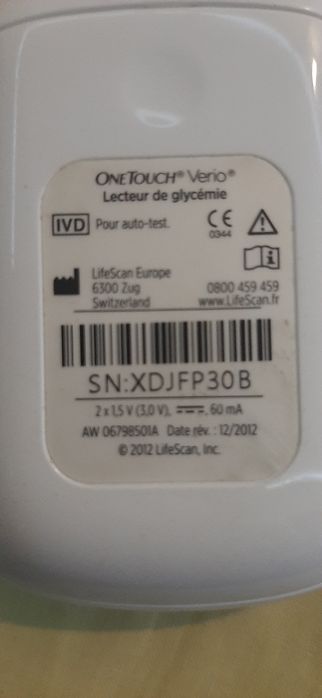 ONETOUCH® Verio®
Lecteur de glycémie
IVD Pour auto-test. CE
0344
i
LifeScan Europe
6300 Zug 0800 459 459
Switzerland www.LifeScan.fr
SN:XDJFP30B
2 x 1,5 V (3,0 V), 60 mA
AW 06798501A Date rév. : 12/2012
© 2012 LifeScan, Inc.